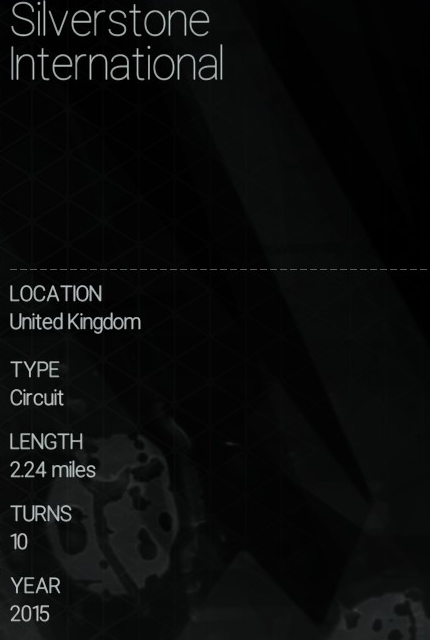 Silverstone
International
LOCATION
United Kingdom
TYPE
Circuit
LENGTH
2.24 miles
TURNS
10
YEAR
2015